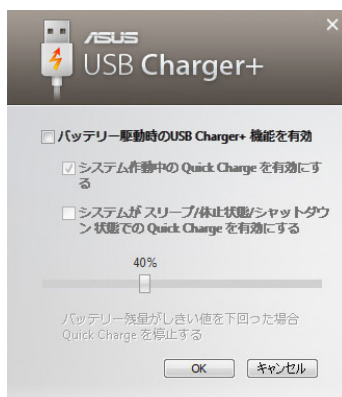 ASUS
USB Charger+
バッテリー駆動時のUSB Charger+ 機能を有効
システム作動中の Quick Charge を有効にす
る
システムが スリープ/休止状態/シャットダウ
ン 状態での Quick Charge を有効にする
40%
バッテリー残量がしきい値を下回った場合
Quick Charge を停止する
OK
キャンセル